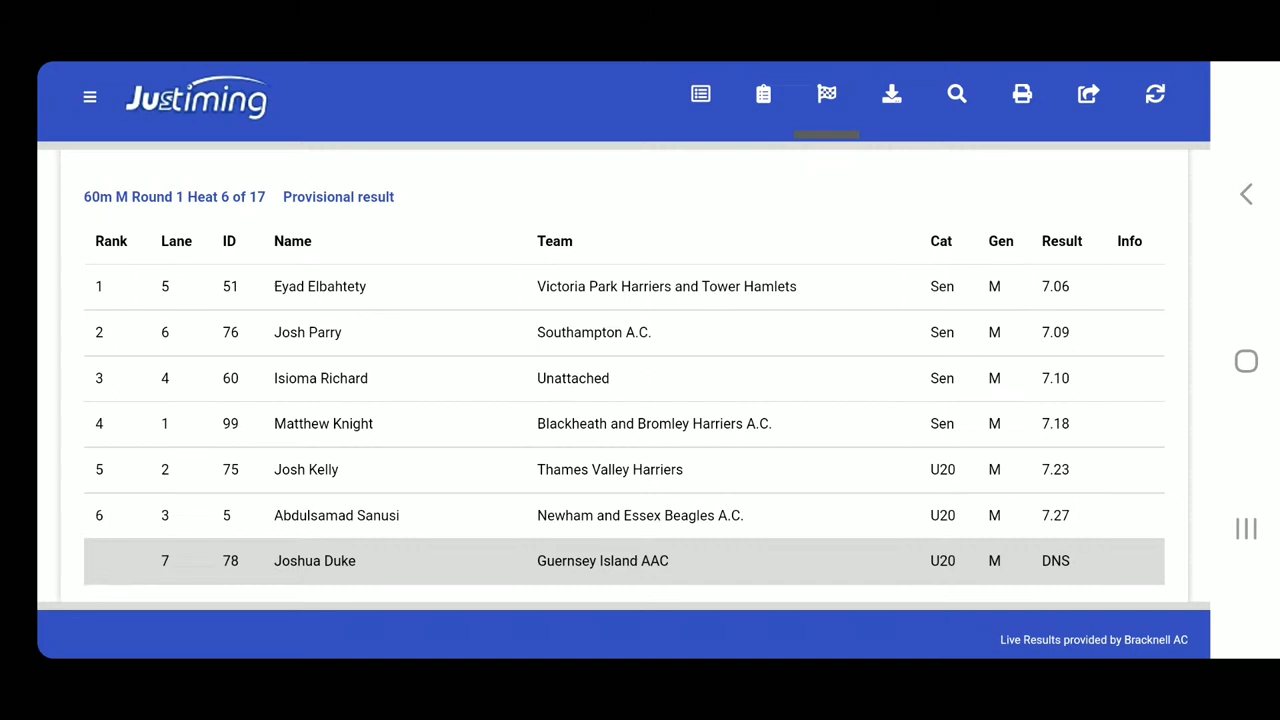 Justiming
60m M Round 1 Heat 6 of 17 Provisional result
Rank Lane ID Name Team Cat Gen Result Info
1 5 51 Eyad Elbahtety Victoria Park Harriers and Tower Hamlets Sen M 7.06
2 6 76 Josh Parry Southampton A.C. Sen M 7.09
3 4 60 Isioma Richard Unattached Sen M 7.10
4 1 99 Matthew Knight Blackheath and Bromley Harriers A.C. Sen M 7.18
5 2 75 Josh Kelly Thames Valley Harriers U20 M 7.23
6 3 5 Abdulsamad Sanusi Newham and Essex Beagles A.C. U20 M 7.27
7 78 Joshua Duke Guernsey Island AAC U20 M DNS
Live Results provided by Bracknell AC